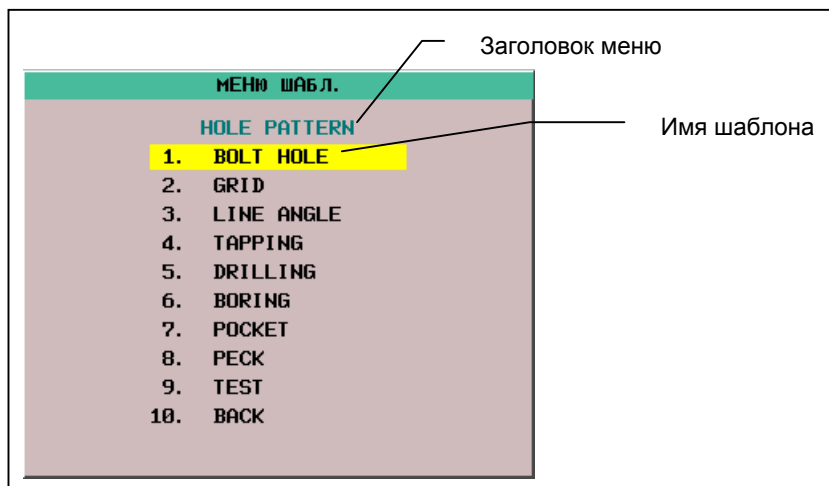 Заголовок меню
МЕНЮ ШАБЛ.
HOLE PATTERN
Имя шаблона
1. BOLT HOLE
2. GRID
3. LINE ANGLE
4. TAPPING
5. DRILLING
6. BORING
7. POCKET
8. PECK
9. TEST
10. BACK